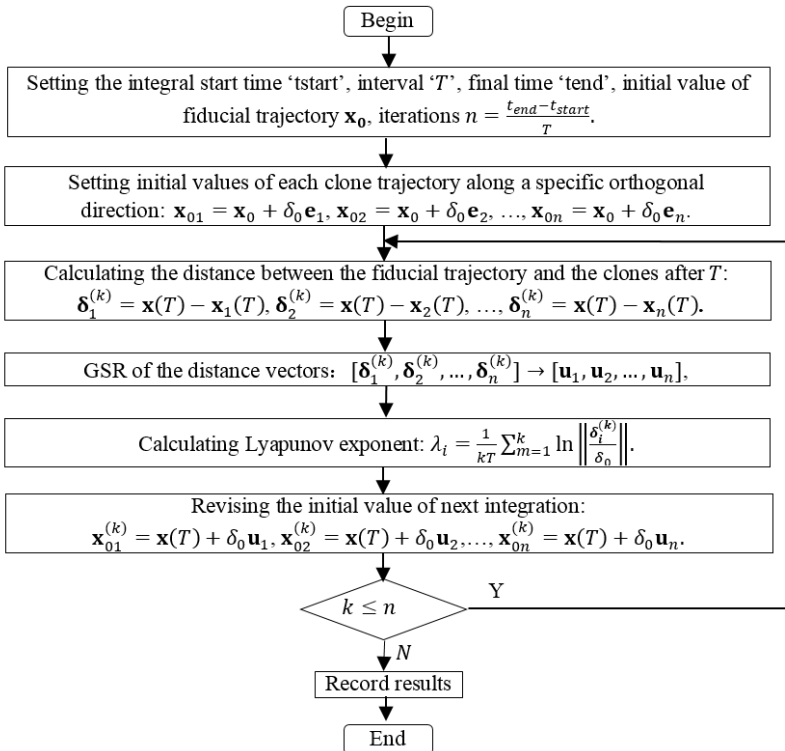 Begin
Setting the integral start time ‘tstart’, interval ‘T’, final time ‘tend’, initial value of
fiducial trajectory 𝐱₀, iterations n = (t_end−t_start)/T.
Setting initial values of each clone trajectory along a specific orthogonal
direction: 𝐱₀₁ = 𝐱₀ + δ₀𝐞₁, 𝐱₀₂ = 𝐱₀ + δ₀𝐞₂, …, 𝐱₀ₙ = 𝐱₀ + δ₀𝐞ₙ.
Calculating the distance between the fiducial trajectory and the clones after T:
𝛅₁^(k) = 𝐱(T) − 𝐱₁(T), 𝛅₂^(k) = 𝐱(T) − 𝐱₂(T), …, 𝛅ₙ^(k) = 𝐱(T) − 𝐱ₙ(T).
GSR of the distance vectors: [𝛅₁^(k), 𝛅₂^(k), …, 𝛅ₙ^(k)] → [𝐮₁, 𝐮₂, …, 𝐮ₙ],
Calculating Lyapunov exponent: λᵢ = 1/(kT) ∑_{m=1}^{k} ln ‖𝛅ᵢ^(k)/δ₀‖.
Revising the initial value of next integration:
𝐱₀₁^(k) = 𝐱(T) + δ₀𝐮₁, 𝐱₀₂^(k) = 𝐱(T) + δ₀𝐮₂,…, 𝐱₀ₙ^(k) = 𝐱(T) + δ₀𝐮ₙ.
Y
k ≤ n
N
Record results
End